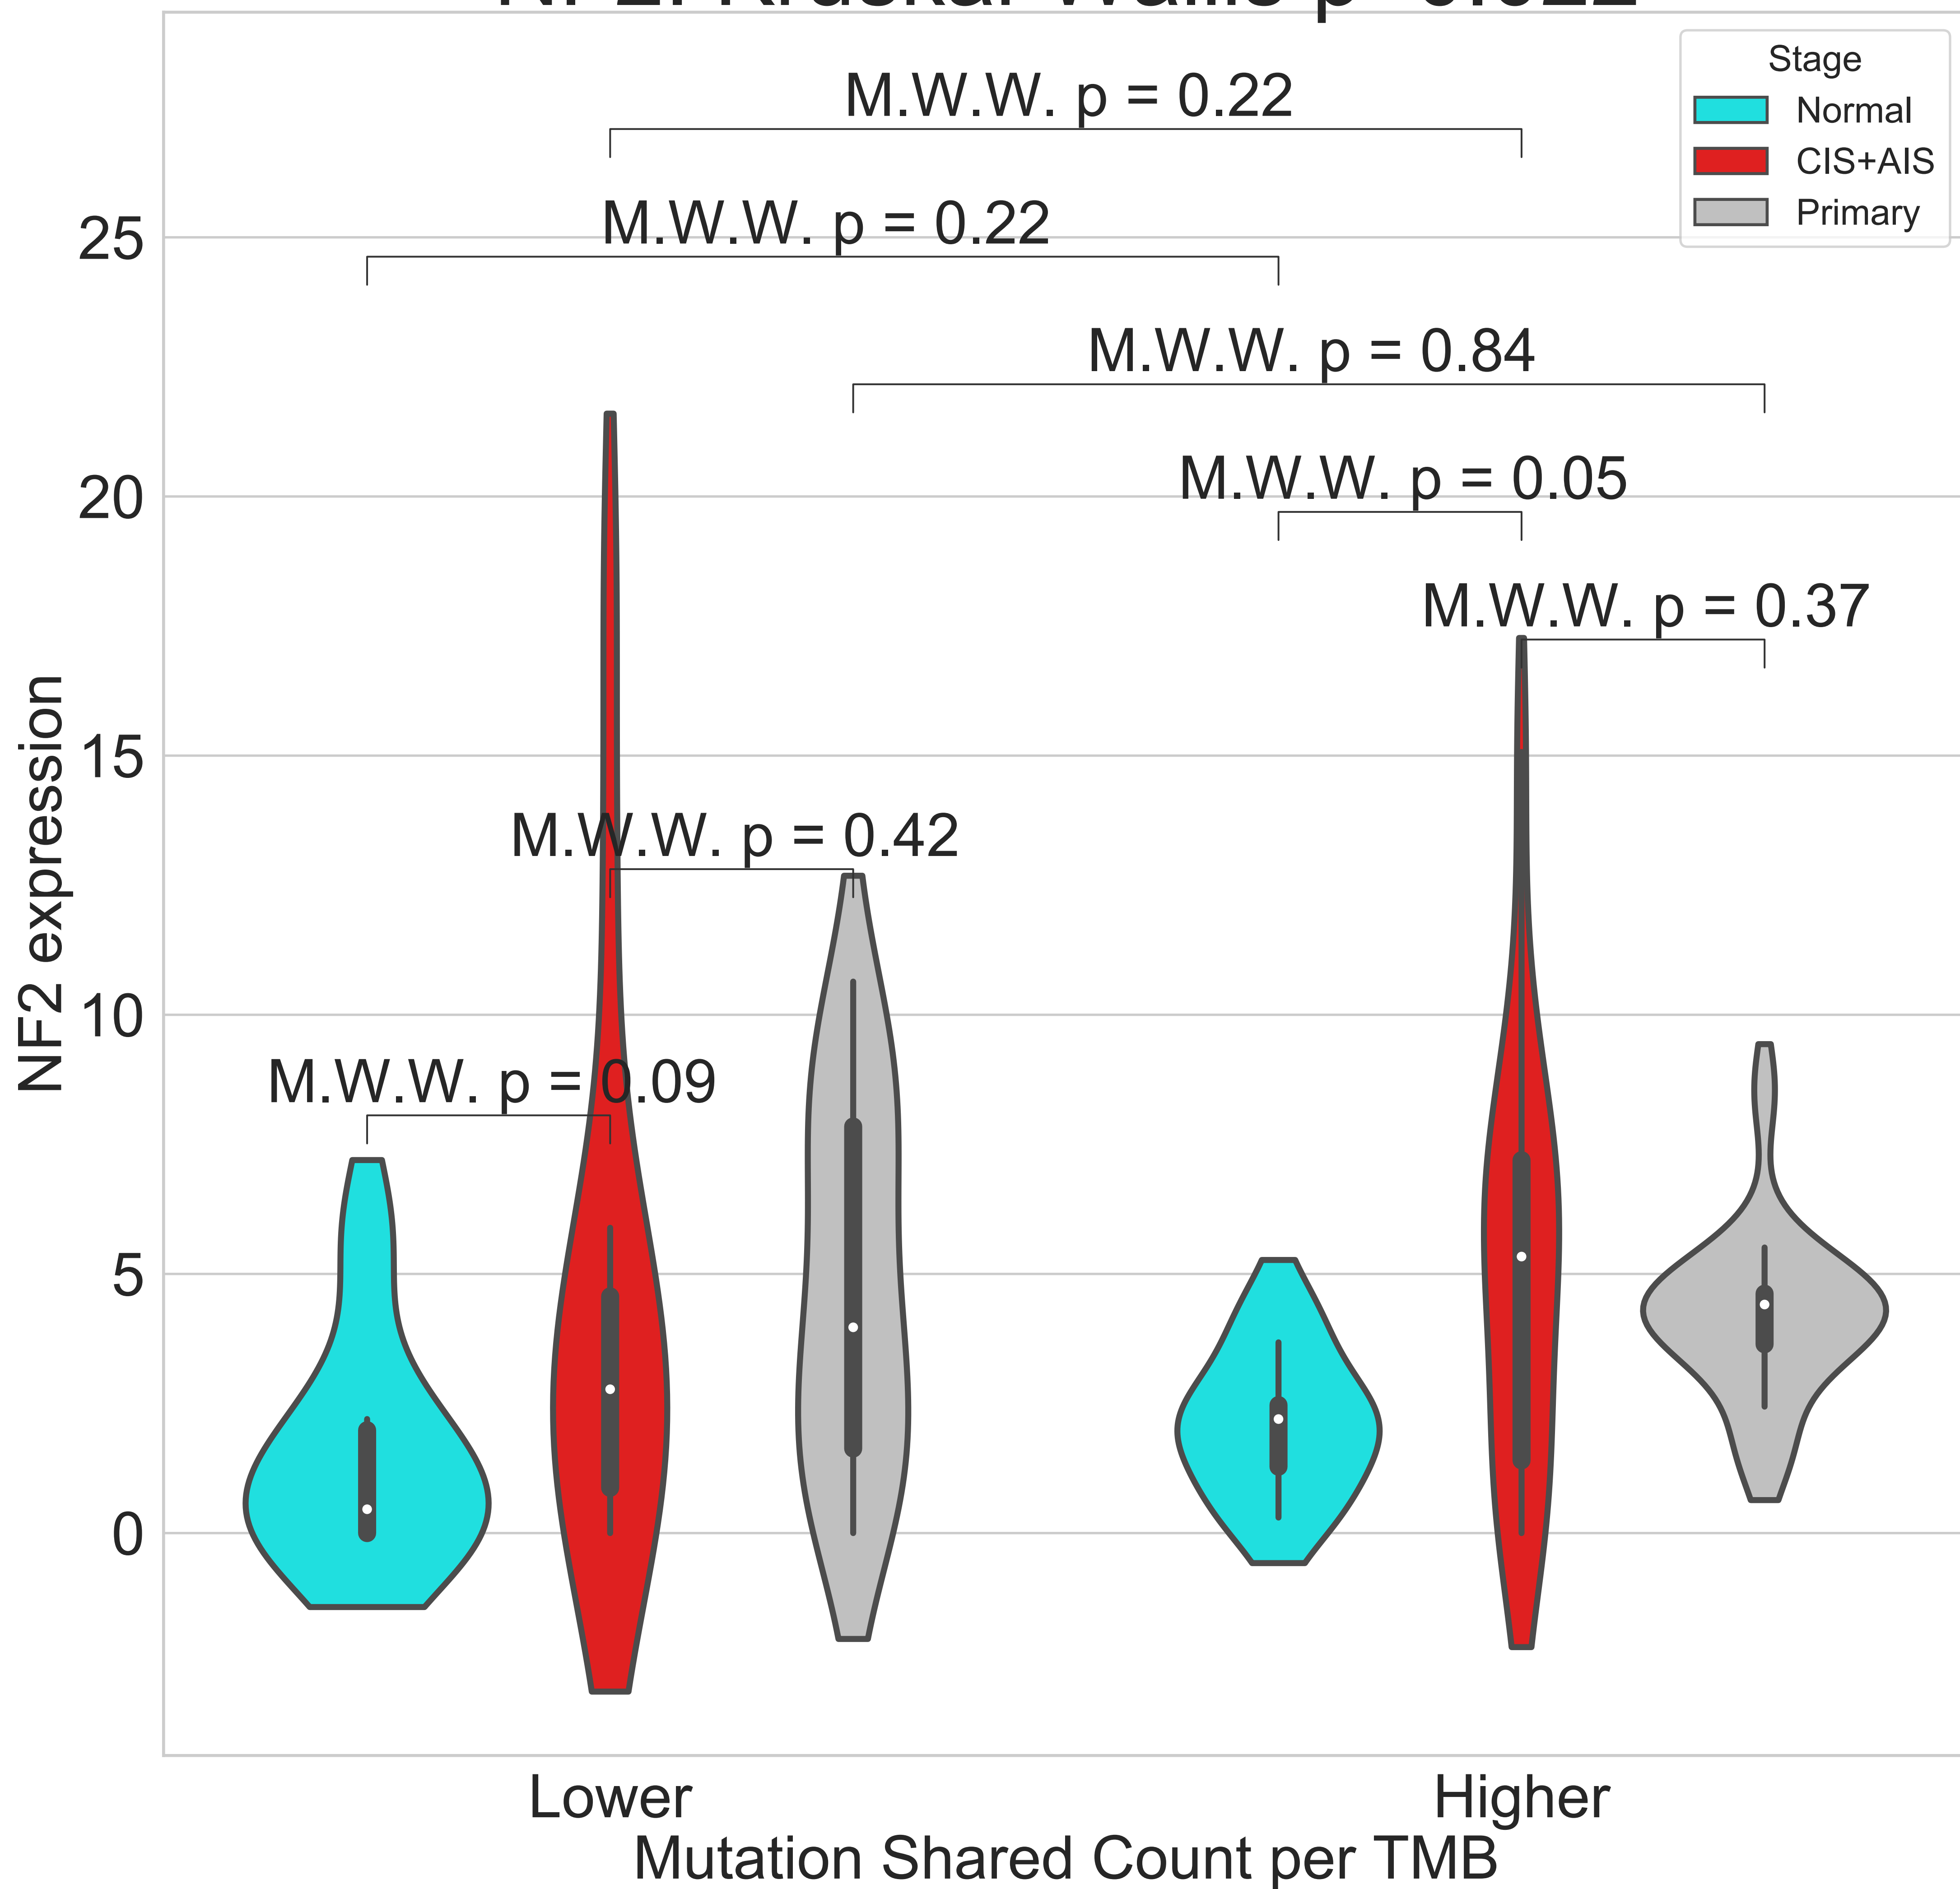 Stage
Normal
CIS+AIS
Primary
M.W.W. p = 0.22
M.W.W. p = 0.22
M.W.W. p = 0.84
M.W.W. p = 0.05
M.W.W. p = 0.37
M.W.W. p = 0.42
M.W.W. p = 0.09
25
20
15
10
5
0
NF2 expression
Lower
Higher
Mutation Shared Count per TMB